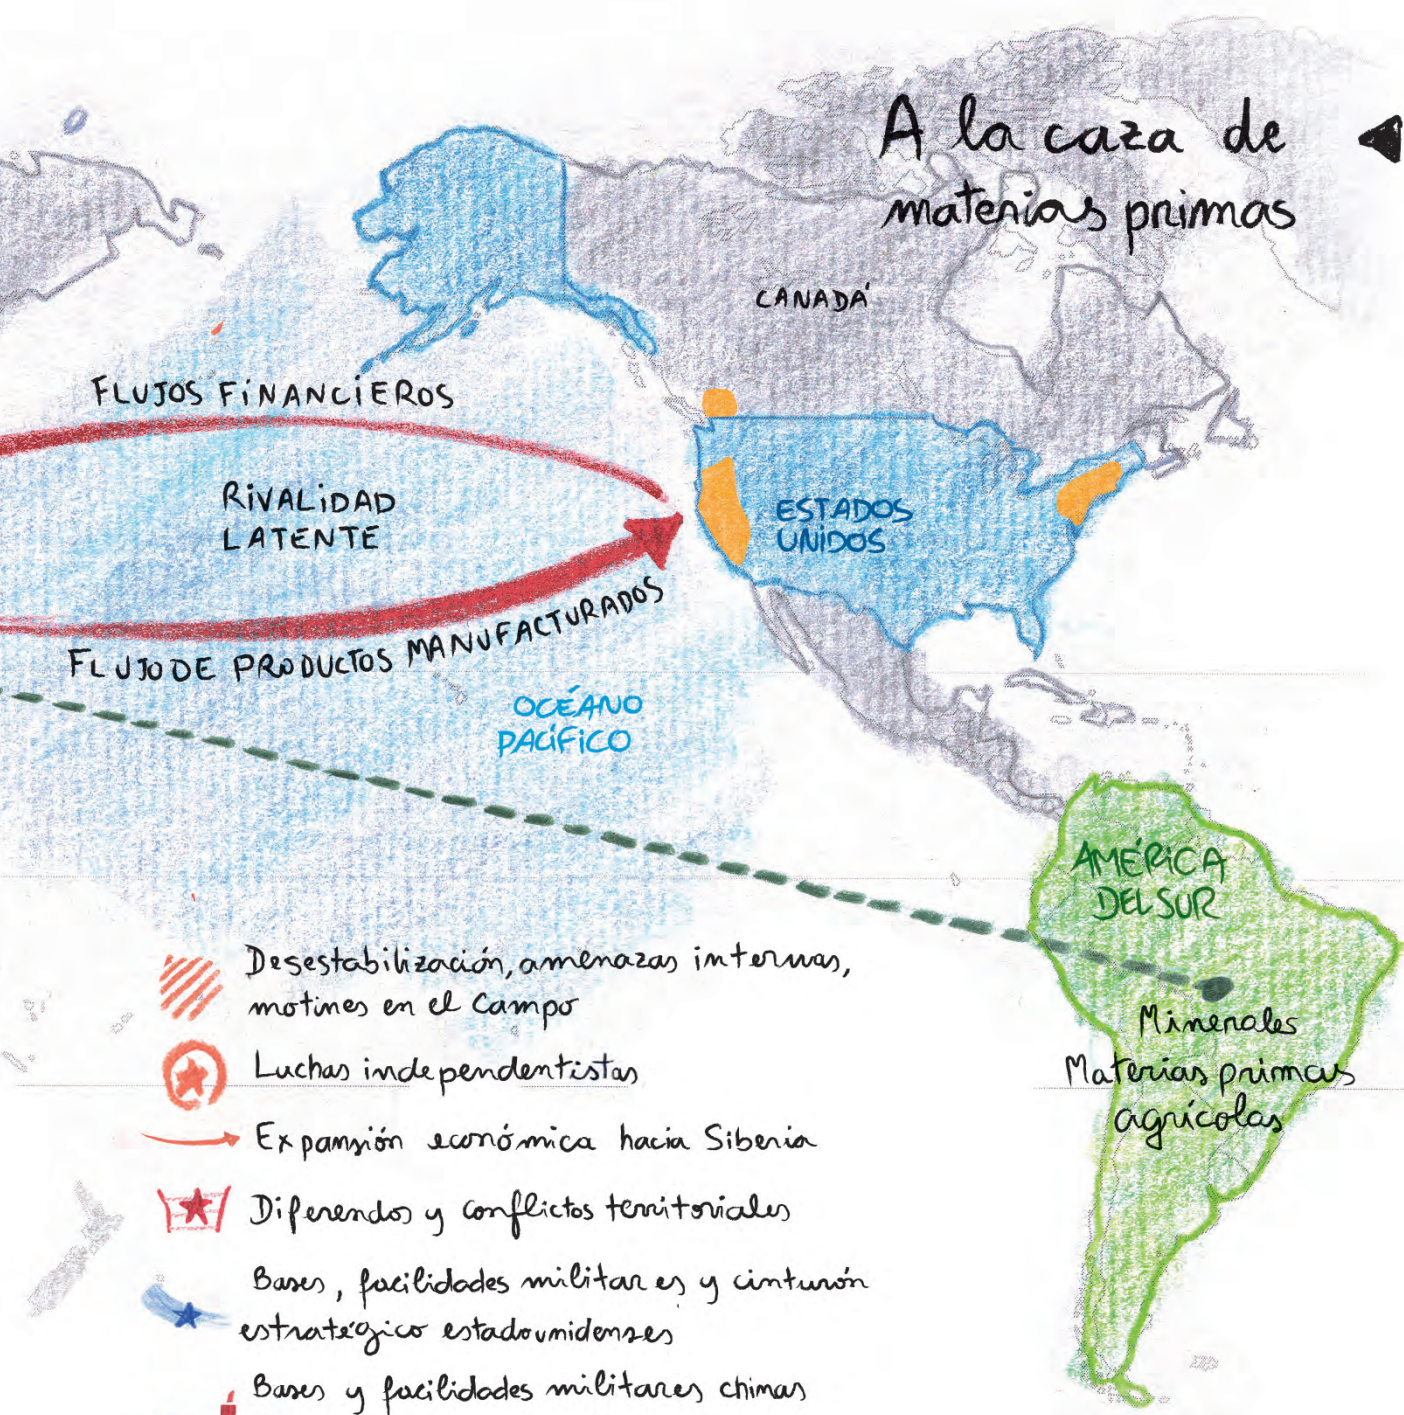 A la caza de
materias primas
CANADÁ
FLUJOS FINANCIEROS
RIVALIDAD
LATENTE
ESTADOS
UNIDOS
FLUJO DE PRODUCTOS MANUFACTURADOS
OCÉANO
PACÍFICO
AMÉRICA
DEL SUR
Minerales
Materias primas
agrícolas
Desestabilización, amenazas internas,
motines en el Campo
Luchas independentistas
Expansión económica hacia Siberia
Diferendos y conflictos territoriales
Bases, facilidades militares y cinturón
estratégico estadounidenses
Bases y facilidades militares chinas